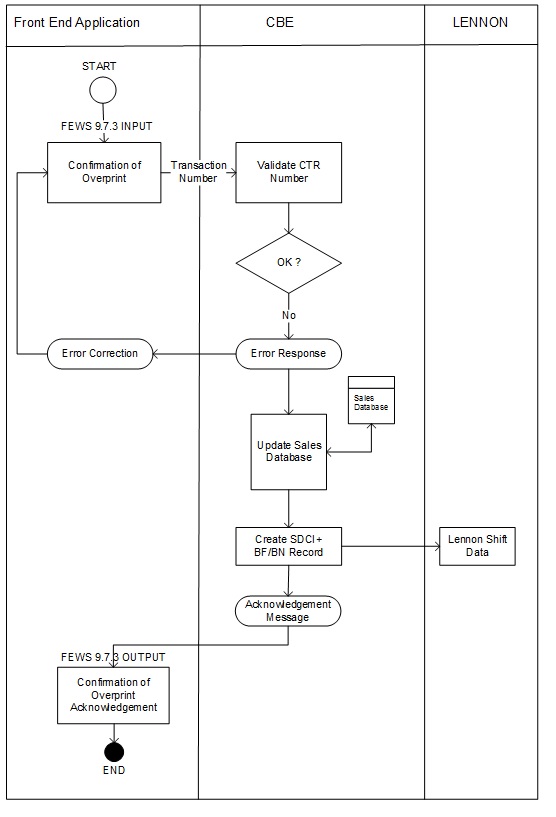 Front End Application
CBE
LENNON
START
FEWS 9.7.3 INPUT
Confirmation of
Overprint
Transaction
Number
Validate CTR
Number
OK ?
No
Error Correction
Error Response
Sales
Database
Update Sales
Database
Create SDCI+
BF/BN Record
Lennon Shift
Data
Acknowledgement
Message
FEWS 9.7.3 OUTPUT
Confirmation of
Overprint
Acknowledgement
END